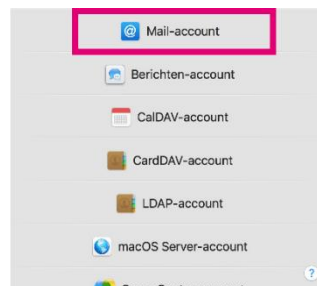 Mail-account
Berichten-account
CalDAV-account
CardDAV-account
LDAP-account
macOS Server-account
?